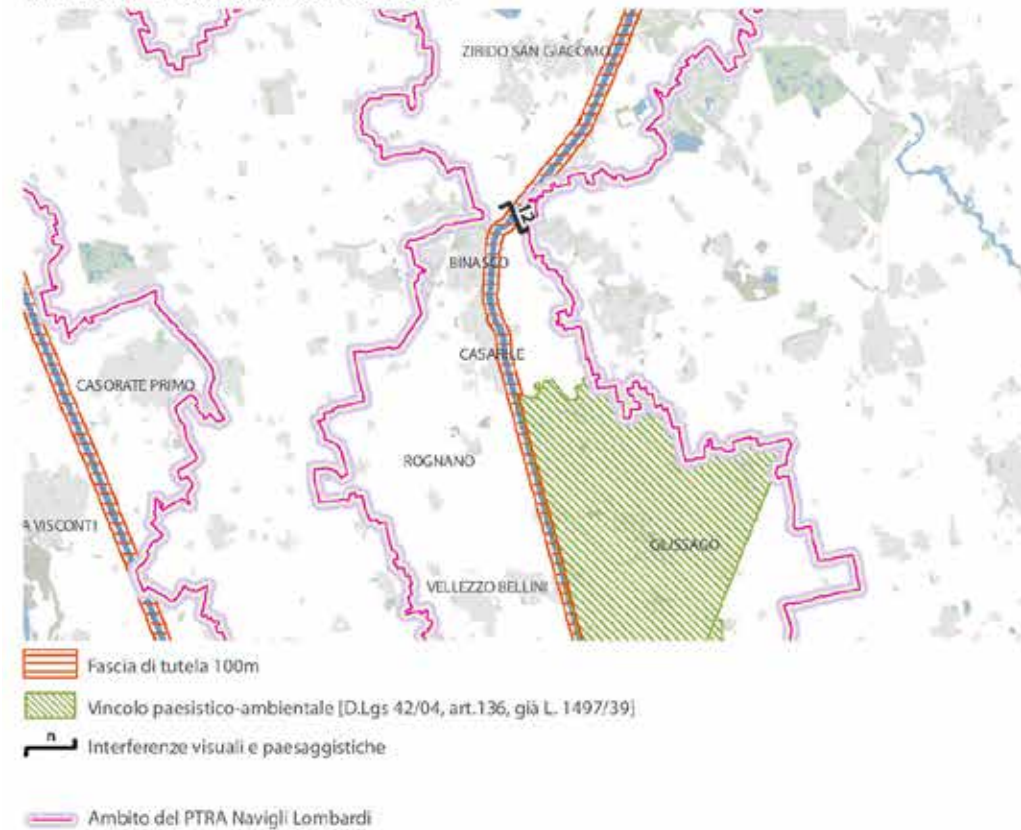 ZIBIDO SAN GIACOMO
12
BINASCO
CASARILE
CASORATE PRIMO
ROGNANO
A VISCONTI
GIUSSAGO
VELLEZZO BELLINI
Fascia di tutela 100m
Vincolo paesistico-ambientale [D.Lgs 42/04, art.136, già L. 1497/39]
n
Interferenze visuali e paesaggistiche
Ambito del PTRA Navigli Lombardi